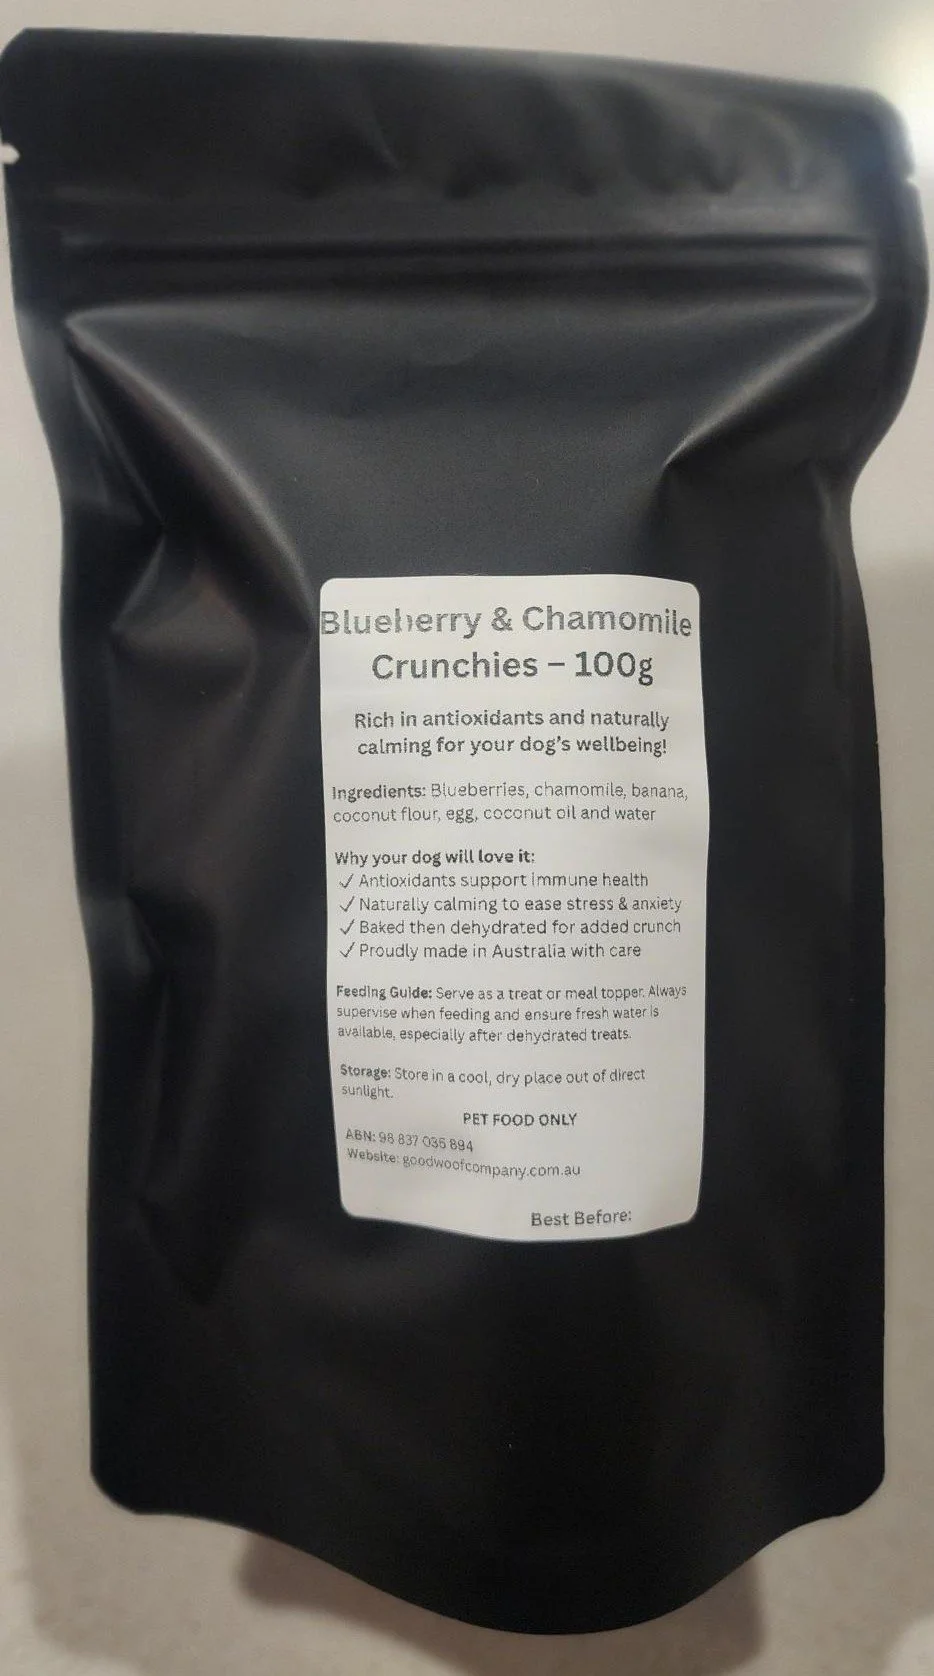 Blueberry & Chamomile
Crunchies – 100g
Rich in antioxidants and naturally
calming for your dog's wellbeing!
Ingredients: Blueberries, chamomile, banana,
coconut flour, egg, coconut oil and water
Why your dog will love it:
✓ Antioxidants support immune health
✓ Naturally calming to ease stress & anxiety
✓ Baked then dehydrated for added crunch
✓ Proudly made in Australia with care
Feeding Guide: Serve as a treat or meal topper. Always
supervise when feeding and ensure fresh water is
available, especially after dehydrated treats.
Storage: Store in a cool, dry place out of direct
sunlight.
PET FOOD ONLY
ABN: 98 837 035 894
Website: goodwoofcompany.com.au
Best Before: